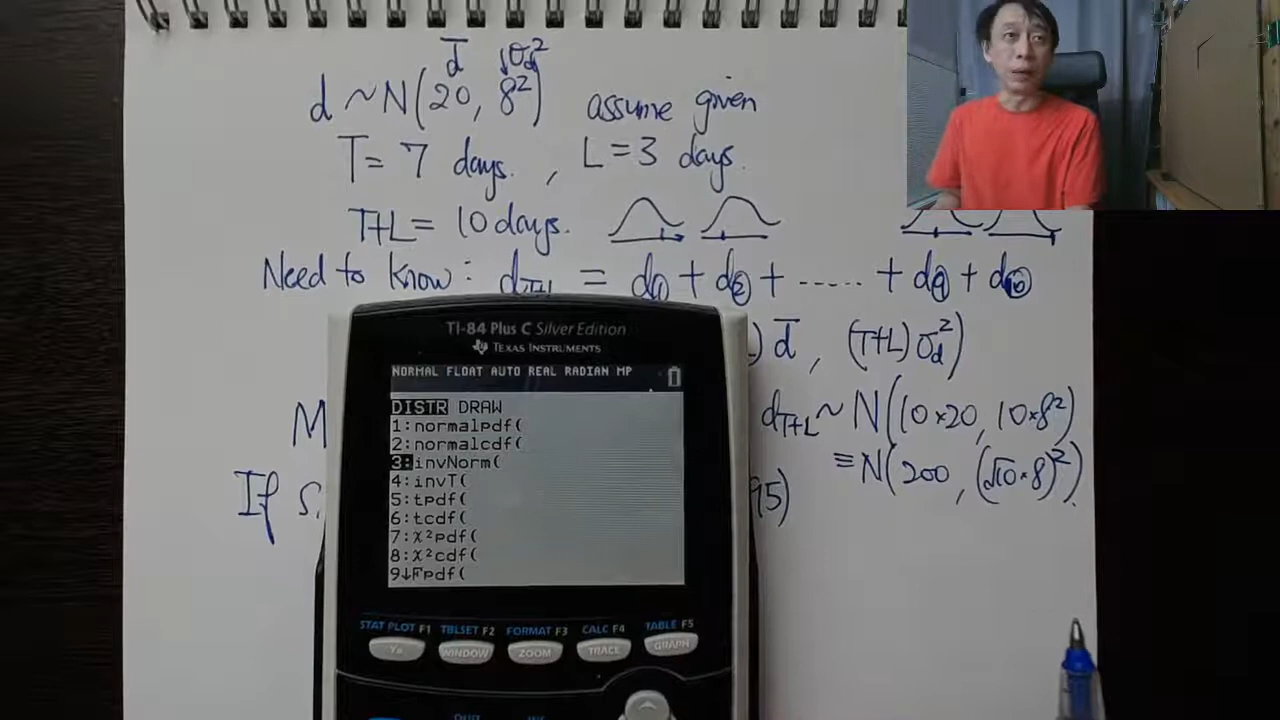 d̄ σd²
d ~ N(20, 8²) assume given
T = 7 days. , L = 3 days.
T+L = 10 days.
Need to know: dT+L = d① + d② + ...... + d⑨ + d⑩
) d̄ , (T+L) σd²)
M dT+L ~ N(10×20, 10×8²)
≡ N(200, (√10×8)²)
If s 95)
TI-84 Plus C Silver Edition
TEXAS INSTRUMENTS
NORMAL FLOAT AUTO REAL RADIAN MP
DISTR DRAW
1:normalpdf(
2:normalcdf(
3:invNorm(
4:invT(
5:tpdf(
6:tcdf(
7:χ²pdf(
8:χ²cdf(
9↓Fpdf(
STAT PLOT F1 TBLSET F2 FORMAT F3 CALC F4 TABLE F5
Y= WINDOW ZOOM TRACE GRAPH